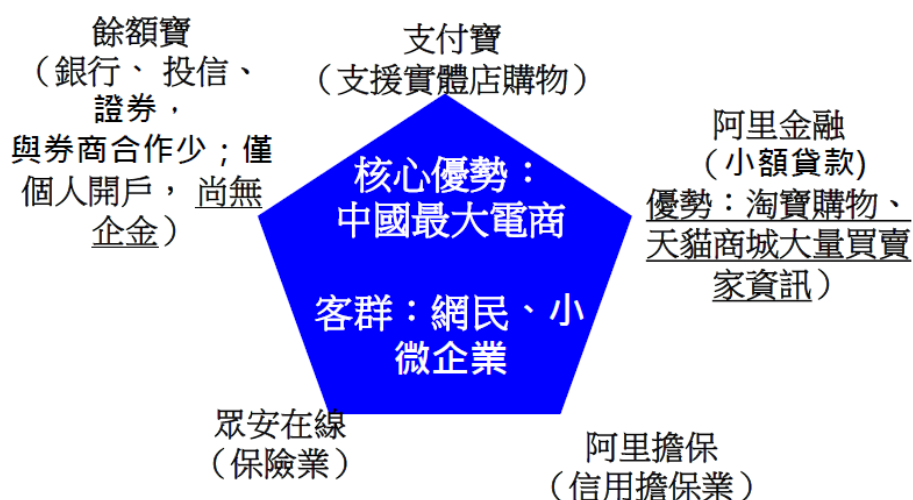 餘額寶
（銀行、投信、
證券，
與券商合作少；僅
個人開戶，尚無
企金）
支付寶
（支援實體店購物）
阿里金融
（小額貸款)
優勢：淘寶購物、
天貓商城大量買賣
家資訊）
核心優勢：
中國最大電商
客群：網民、小
微企業
眾安在線
（保險業）
阿里擔保
（信用擔保業）